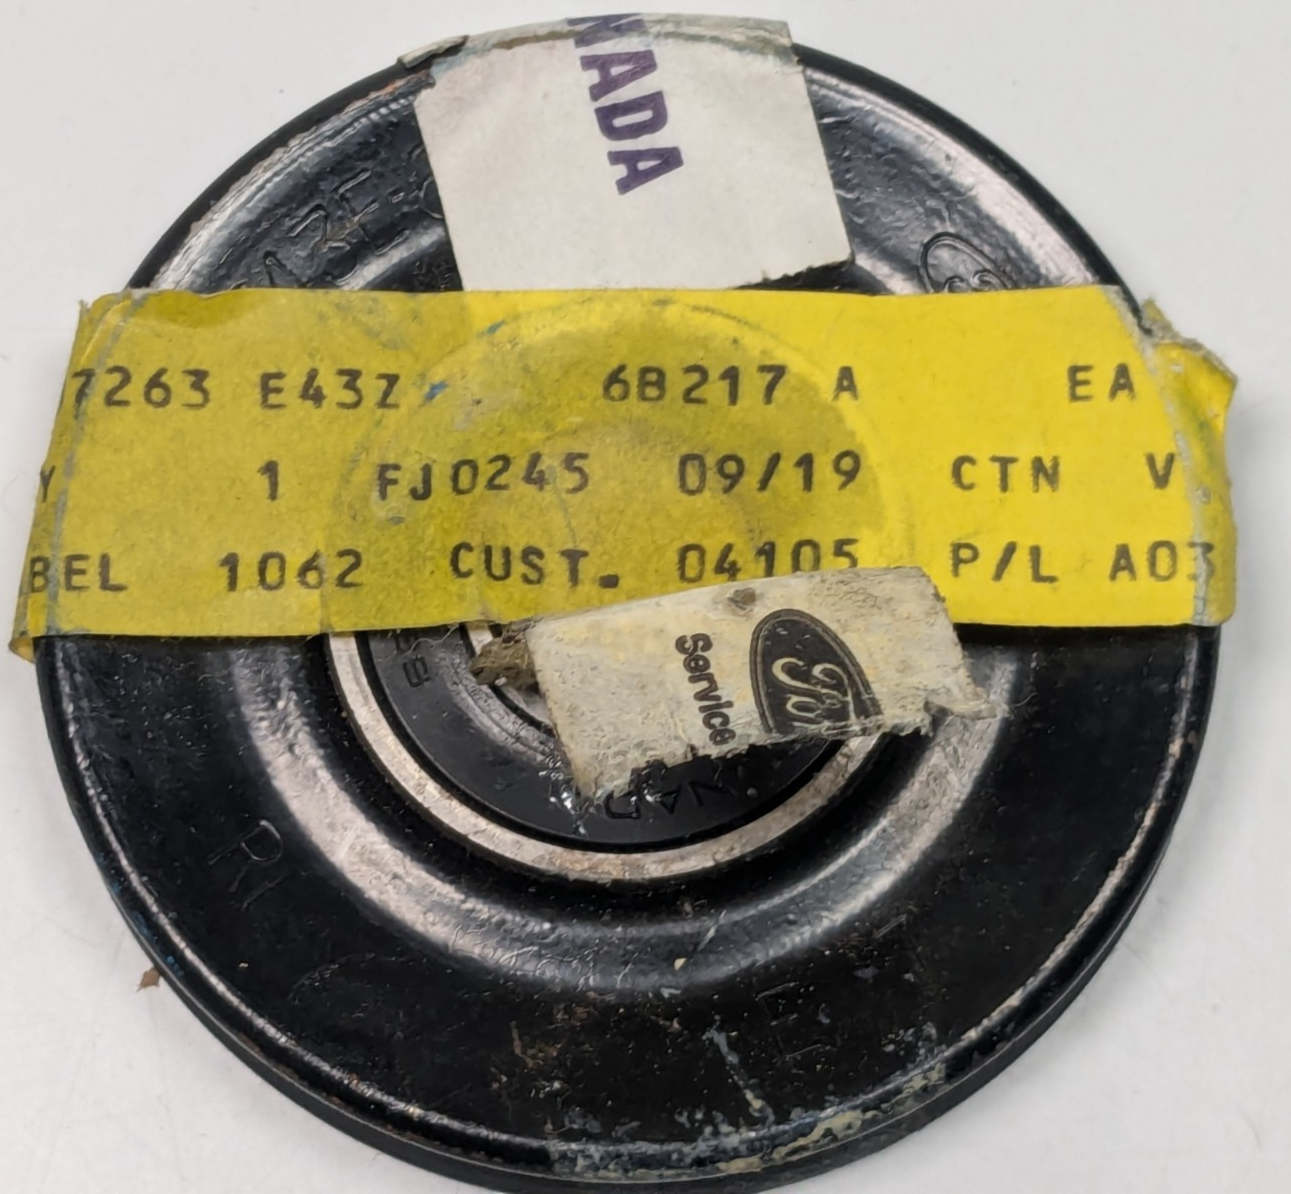 NADA
7263 E43Z 6B217 A EA
Y 1 FJ0245 09/19 CTN V
BEL 1062 CUST. 04105 P/L A03
Service